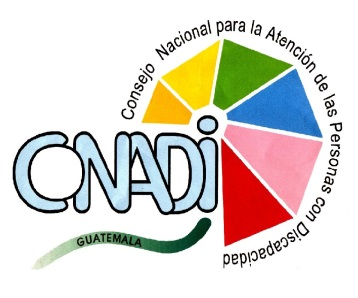 Consejo Nacional para la Atención de las Personas con Discapacidad
CONADI
GUATEMALA